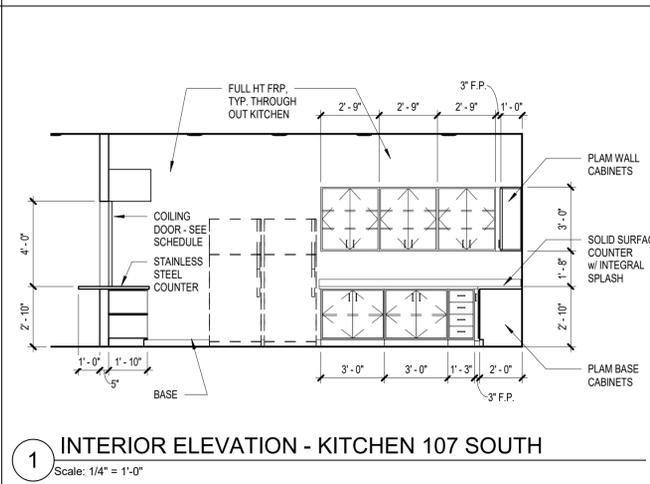 FULL HT FRP,
TYP. THROUGH
OUT KITCHEN
3" F.P.
2' - 9"
2' - 9"
2' - 9"
1' - 0"
PLAM WALL
CABINETS
COILING
DOOR - SEE
SCHEDULE
STAINLESS
STEEL
COUNTER
4' - 0"
2' - 10"
3' - 0"
1' - 8"
2' - 10"
SOLID SURFAC
COUNTER
w/ INTEGRAL
SPLASH
1' - 0"
1' - 10"
5"
BASE
3' - 0"
3' - 0"
1' - 3"
2' - 0"
3" F.P.
PLAM BASE
CABINETS
1
INTERIOR ELEVATION - KITCHEN 107 SOUTH
Scale: 1/4" = 1'-0"